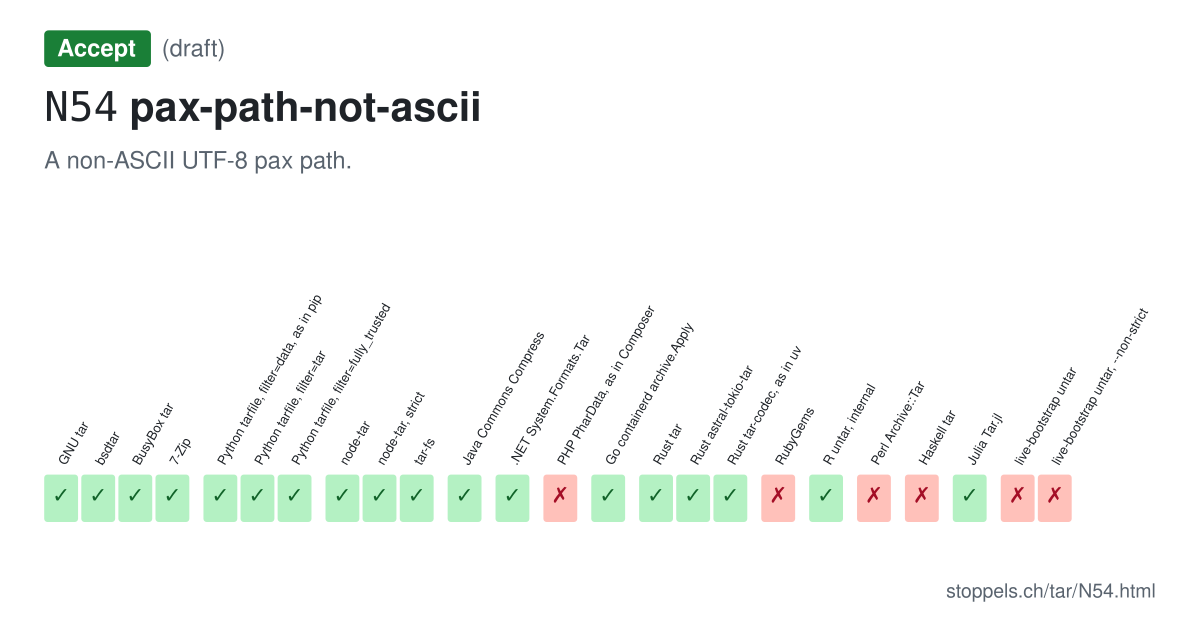 Accept (draft)
N54 pax-path-not-ascii
A non-ASCII UTF-8 pax path.
GNU tar
bsdtar
BusyBox tar
7-Zip
Python tarfile, filter=data, as in pip
Python tarfile, filter=tar
Python tarfile, filter=fully_trusted
node-tar
node-tar, strict
tar-fs
Java Commons Compress
.NET System.Formats.Tar
PHP PharData, as in Composer
Go containerd archive.Apply
Rust tar
Rust astral-tokio-tar
Rust tar-codec, as in uv
RubyGems
R untar, internal
Perl Archive::Tar
Haskell tar
Julia Tar.jl
live-bootstrap untar
live-bootstrap untar, --non-strict
✓ ✓ ✓ ✓ ✓ ✓ ✓ ✓ ✓ ✓ ✓ ✓ ✗ ✓ ✓ ✓ ✓ ✗ ✓ ✗ ✗ ✓ ✗ ✗
stoppels.ch/tar/N54.html